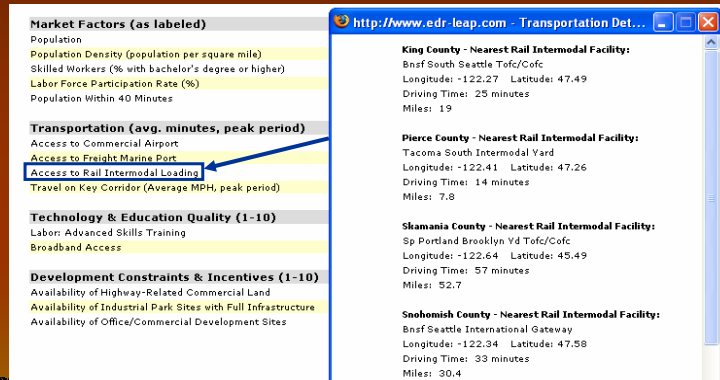 Market Factors (as labeled)
Population
Population Density (population per square mile)
Skilled Workers (% with bachelor's degree or higher)
Labor Force Participation Rate (%)
Population Within 40 Minutes
Transportation (avg. minutes, peak period)
Access to Commercial Airport
Access to Freight Marine Port
Access to Rail Intermodal Loading
Travel on Key Corridor (Average MPH, peak period)
Technology & Education Quality (1-10)
Labor: Advanced Skills Training
Broadband Access
Development Constraints & Incentives (1-10)
Availability of Highway-Related Commercial Land
Availability of Industrial Park Sites with Full Infrastructure
Availability of Office/Commercial Development Sites
http://www.edr-leap.com - Transportation Det...
King County - Nearest Rail Intermodal Facility:
Bnsf South Seattle Tofc/Cofc
Longitude: -122.27 Latitude: 47.49
Driving Time: 25 minutes
Miles: 19
Pierce County - Nearest Rail Intermodal Facility:
Tacoma South Intermodal Yard
Longitude: -122.41 Latitude: 47.26
Driving Time: 14 minutes
Miles: 7.8
Skamania County - Nearest Rail Intermodal Facility:
Sp Portland Brooklyn Yd Tofc/Cofc
Longitude: -122.64 Latitude: 45.49
Driving Time: 57 minutes
Miles: 52.7
Snohomish County - Nearest Rail Intermodal Facility:
Bnsf Seattle International Gateway
Longitude: -122.34 Latitude: 47.58
Driving Time: 33 minutes
Miles: 30.4